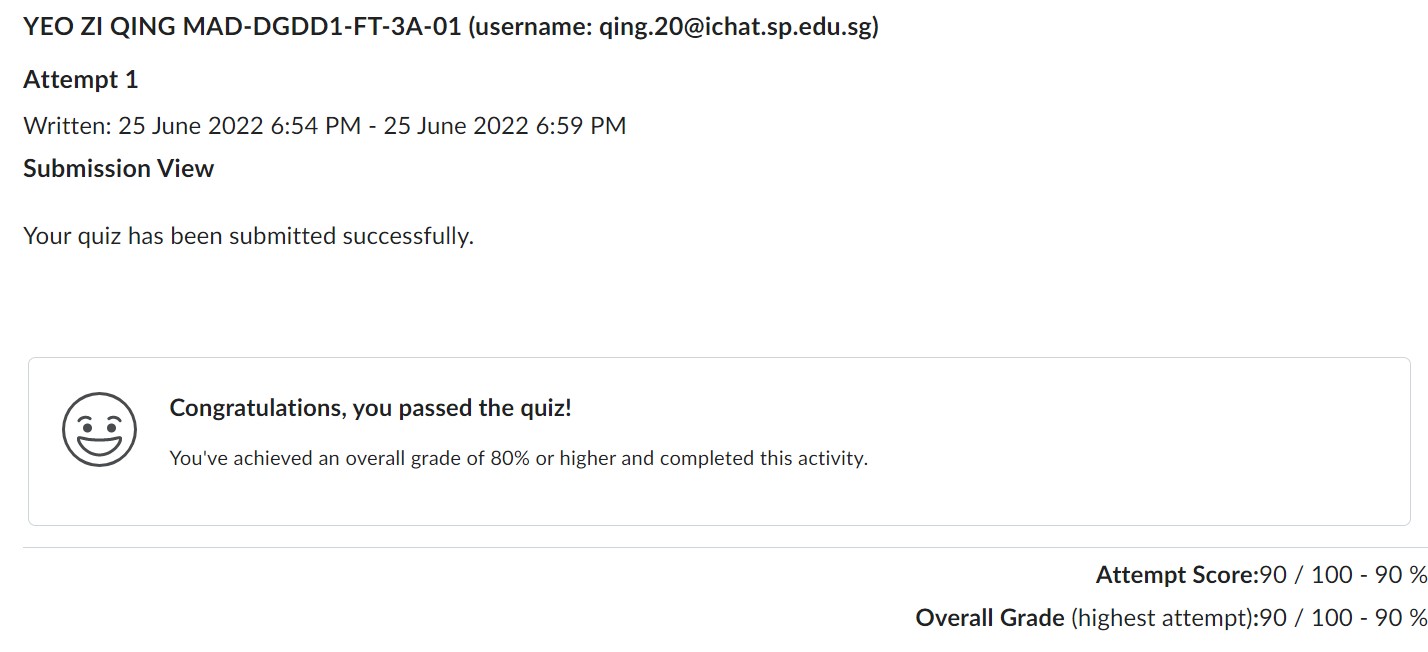 YEO ZI QING MAD-DGDD1-FT-3A-01 (username: qing.20@ichat.sp.edu.sg)
Attempt 1
Written: 25 June 2022 6:54 PM - 25 June 2022 6:59 PM
Submission View
Your quiz has been submitted successfully.
Congratulations, you passed the quiz!
You've achieved an overall grade of 80% or higher and completed this activity.
Attempt Score:90 / 100 - 90 %
Overall Grade (highest attempt):90 / 100 - 90 %